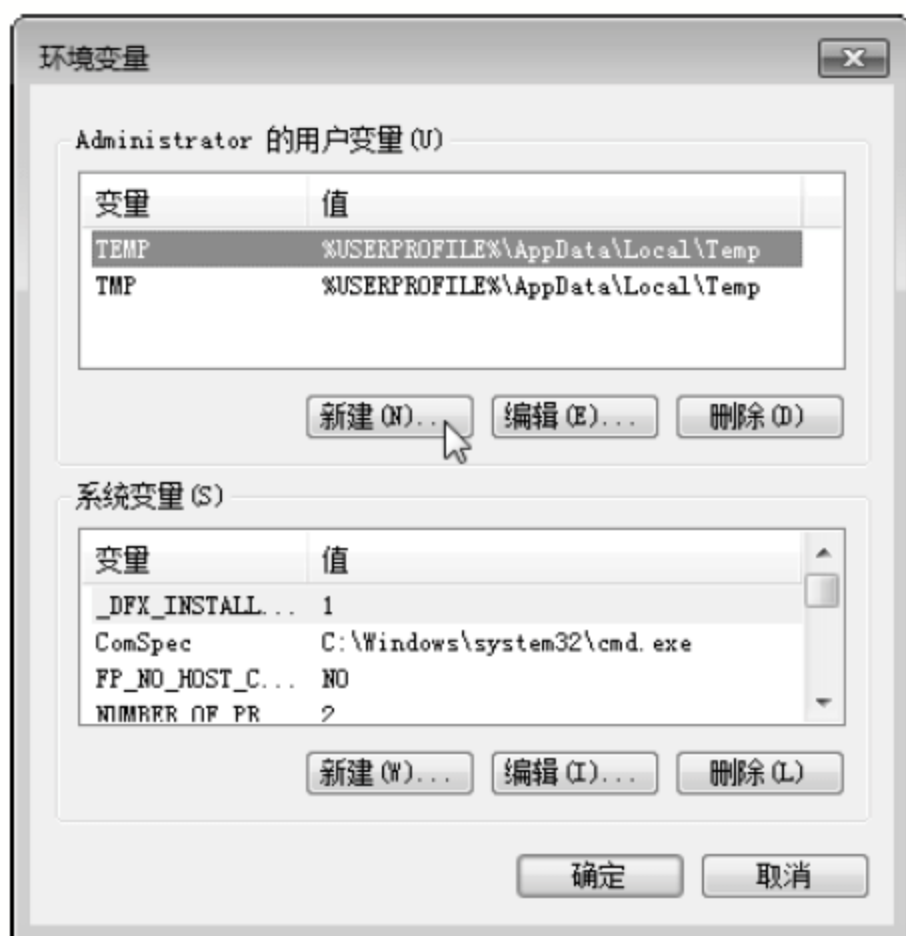 环境变量
Administrator 的用户变量(U)
变量 值
TEMP %USERPROFILE%\AppData\Local\Temp
TMP %USERPROFILE%\AppData\Local\Temp
新建(N)... 编辑(E)... 删除(D)
系统变量(S)
变量 值
_DFX_INSTALL... 1
ComSpec C:\Windows\system32\cmd.exe
FP_NO_HOST_C... NO
NUMBER_OF_PR 2
新建(W)... 编辑(I)... 删除(L)
确定 取消